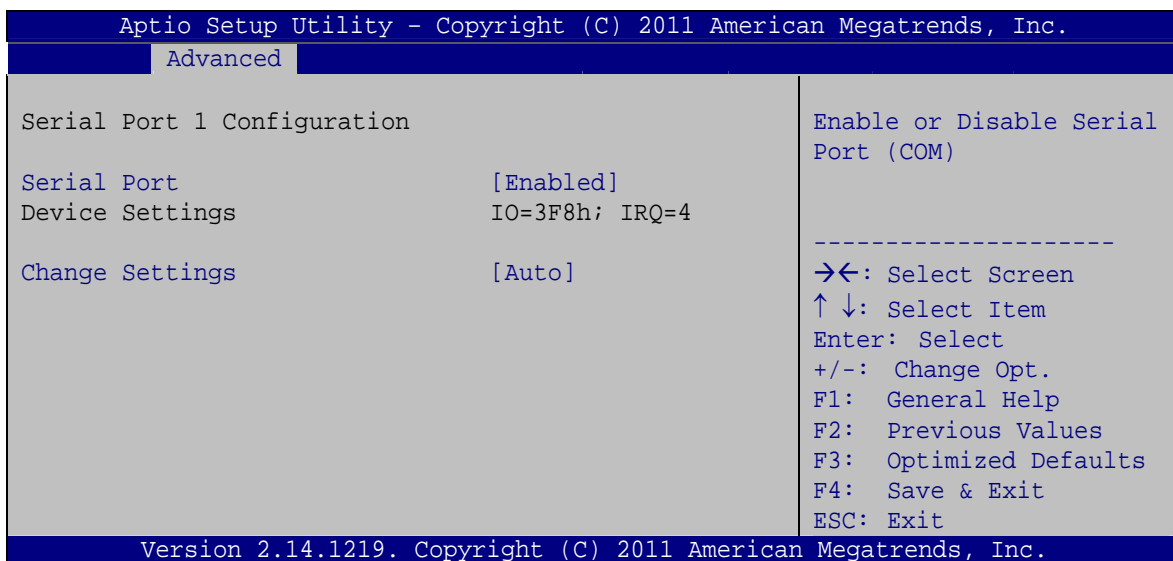 Aptio Setup Utility – Copyright (C) 2011 American Megatrends, Inc.
Advanced
Serial Port 1 Configuration
Serial Port [Enabled]
Device Settings IO=3F8h; IRQ=4
Change Settings [Auto]
Enable or Disable Serial
Port (COM)
---------------------
→←: Select Screen
↑ ↓: Select Item
Enter: Select
+/-: Change Opt.
F1: General Help
F2: Previous Values
F3: Optimized Defaults
F4: Save & Exit
ESC: Exit
Version 2.14.1219. Copyright (C) 2011 American Megatrends, Inc.